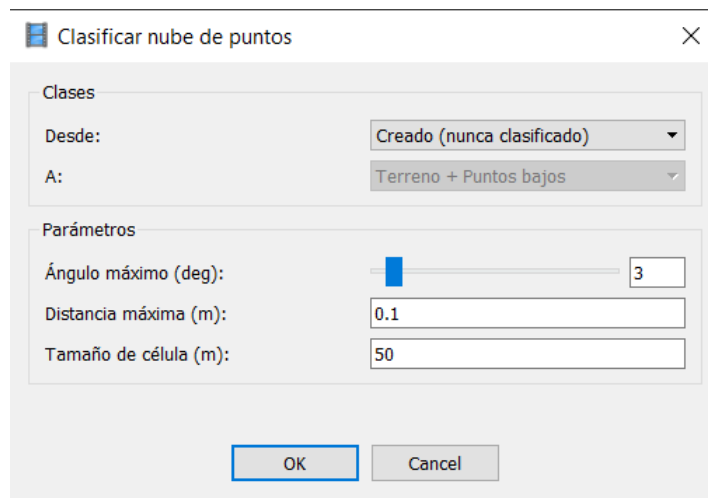 Clasificar nube de puntos
Clases
Desde: Creado (nunca clasificado)
A: Terreno + Puntos bajos
Parámetros
Ángulo máximo (deg): 3
Distancia máxima (m): 0.1
Tamaño de célula (m): 50
OK Cancel